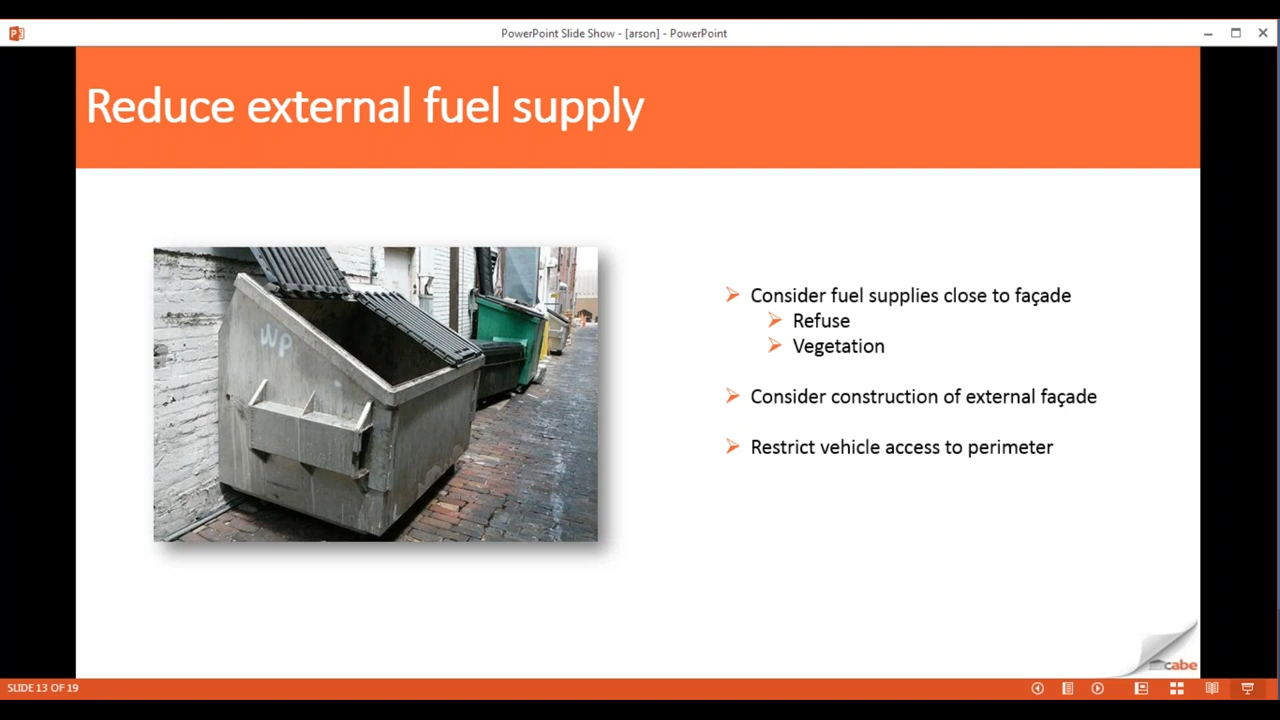 PowerPoint Slide Show - [arson] - PowerPoint
Reduce external fuel supply
WP
Consider fuel supplies close to façade
Refuse
Vegetation
Consider construction of external façade
Restrict vehicle access to perimeter
cabe
SLIDE 13 OF 19